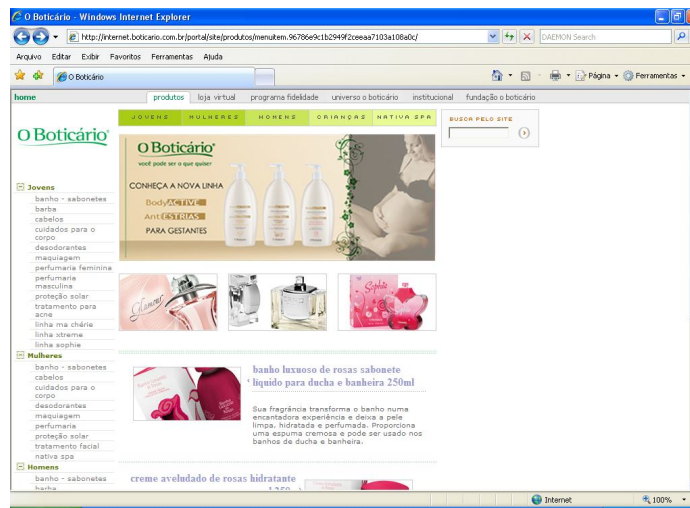 O Boticário - Windows Internet Explorer
http://internet.boticario.com.br/portal/site/produtos/menuitem.96786e9c1b2949f2ceeaa7103a108a0c/
DAEMON Search
Arquivo Editar Exibir Favoritos Ferramentas Ajuda
O Boticário
Página
Ferramentas
home
produtos loja virtual programa fidelidade universo o boticário institucional fundação o boticário
JOVENS MULHERES HOMENS CRIANÇAS NATIVA SPA
BUSCA PELO SITE
O Boticário
O Boticário
você pode ser o que quiser
CONHEÇA A NOVA LINHA
BodyACTIVE
AntiESTRIAS
PARA GESTANTES
Glamour
Sophie
Jovens
banho - sabonetes
barba
cabelos
cuidados para o
corpo
desodorantes
maquiagem
perfumaria feminina
perfumaria
masculina
proteção solar
tratamento para
acne
linha ma chérie
linha xtreme
linha sophie
Mulheres
banho - sabonetes
cabelos
cuidados para o
corpo
desodorantes
maquiagem
perfumaria
proteção solar
tratamento facial
nativa spa
Homens
banho - sabonetes
barba
banho luxuoso de rosas sabonete
líquido para ducha e banheira 250ml
Sua fragrância transforma o banho numa
encantadora experiência e deixa a pele
limpa, hidratada e perfumada. Proporciona
uma espuma cremosa e pode ser usado nos
banhos de ducha e banheira.
creme aveludado de rosas hidratante
Internet
100%